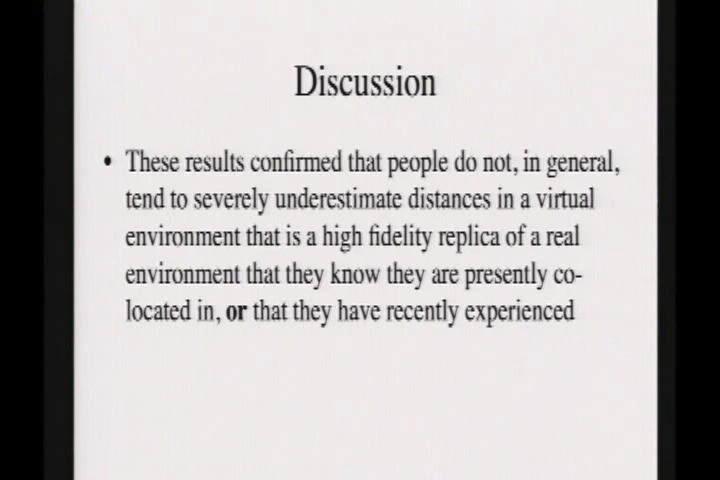 Discussion
• These results confirmed that people do not, in general,
tend to severely underestimate distances in a virtual
environment that is a high fidelity replica of a real
environment that they know they are presently co-
located in, or that they have recently experienced